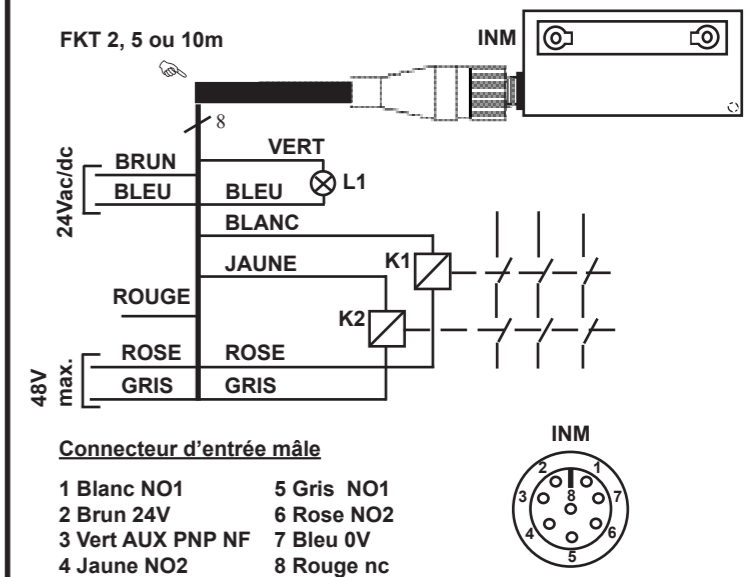 FKT 2, 5 ou 10m
INM
8
24Vac/dc
BRUN
VERT
BLEU
BLEU
L1
BLANC
JAUNE
K1
ROUGE
K2
48V
max.
ROSE
ROSE
GRIS
GRIS
Connecteur d'entrée mâle
INM
1 Blanc NO1
5 Gris NO1
2 Brun 24V
6 Rose NO2
3 Vert AUX PNP NF
7 Bleu 0V
4 Jaune NO2
8 Rouge nc
2
1
3
8
7
4
6
5